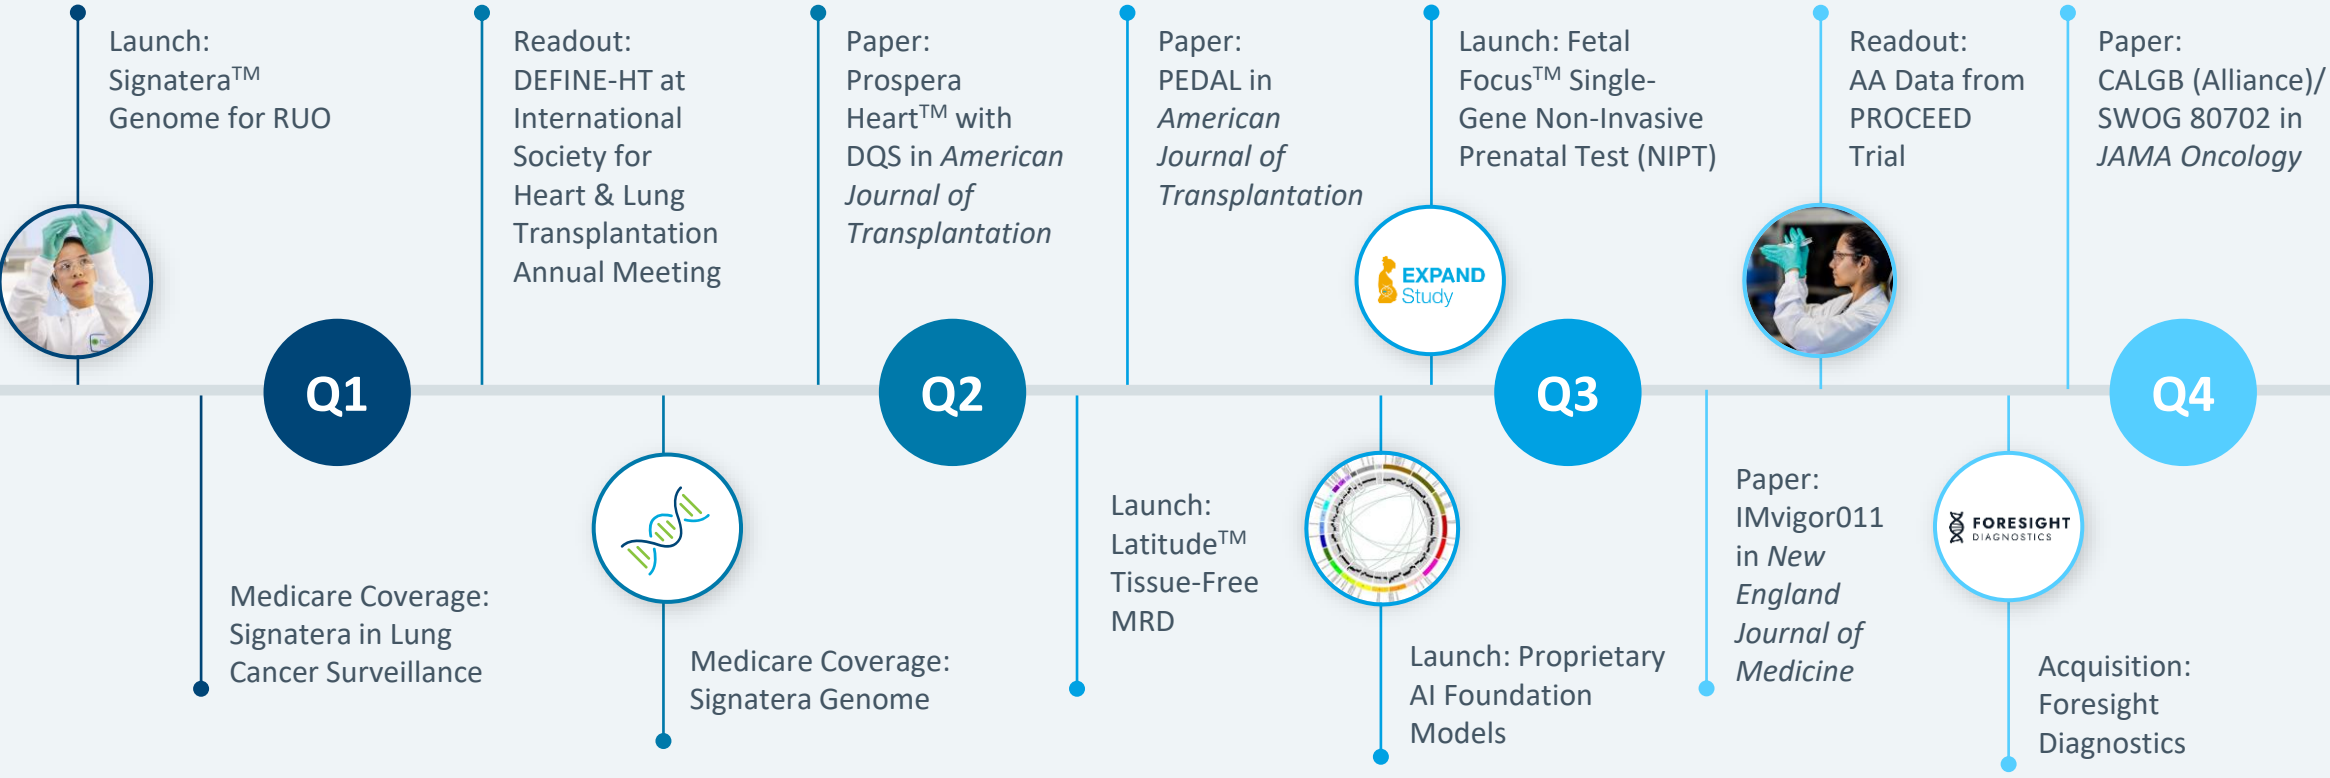 Launch:
Signatera™
Genome for RUO
Readout:
DEFINE-HT at
International
Society for
Heart & Lung
Transplantation
Annual Meeting
Paper:
Prospera
Heart™ with
DQS in American
Journal of
Transplantation
Paper:
PEDAL in
American
Journal of
Transplantation
Launch: Fetal
Focus™ Single-
Gene Non-Invasive
Prenatal Test (NIPT)
EXPAND
Study
Readout:
AA Data from
PROCEED
Trial
Paper:
CALGB (Alliance)/
SWOG 80702 in
JAMA Oncology
Q1
Q2
Q3
Q4
Medicare Coverage:
Signatera in Lung
Cancer Surveillance
Medicare Coverage:
Signatera Genome
Launch:
Latitude™
Tissue-Free
MRD
Launch: Proprietary
AI Foundation
Models
Paper:
IMvigor011
in New
England
Journal of
Medicine
FORESIGHT
DIAGNOSTICS
Acquisition:
Foresight
Diagnostics